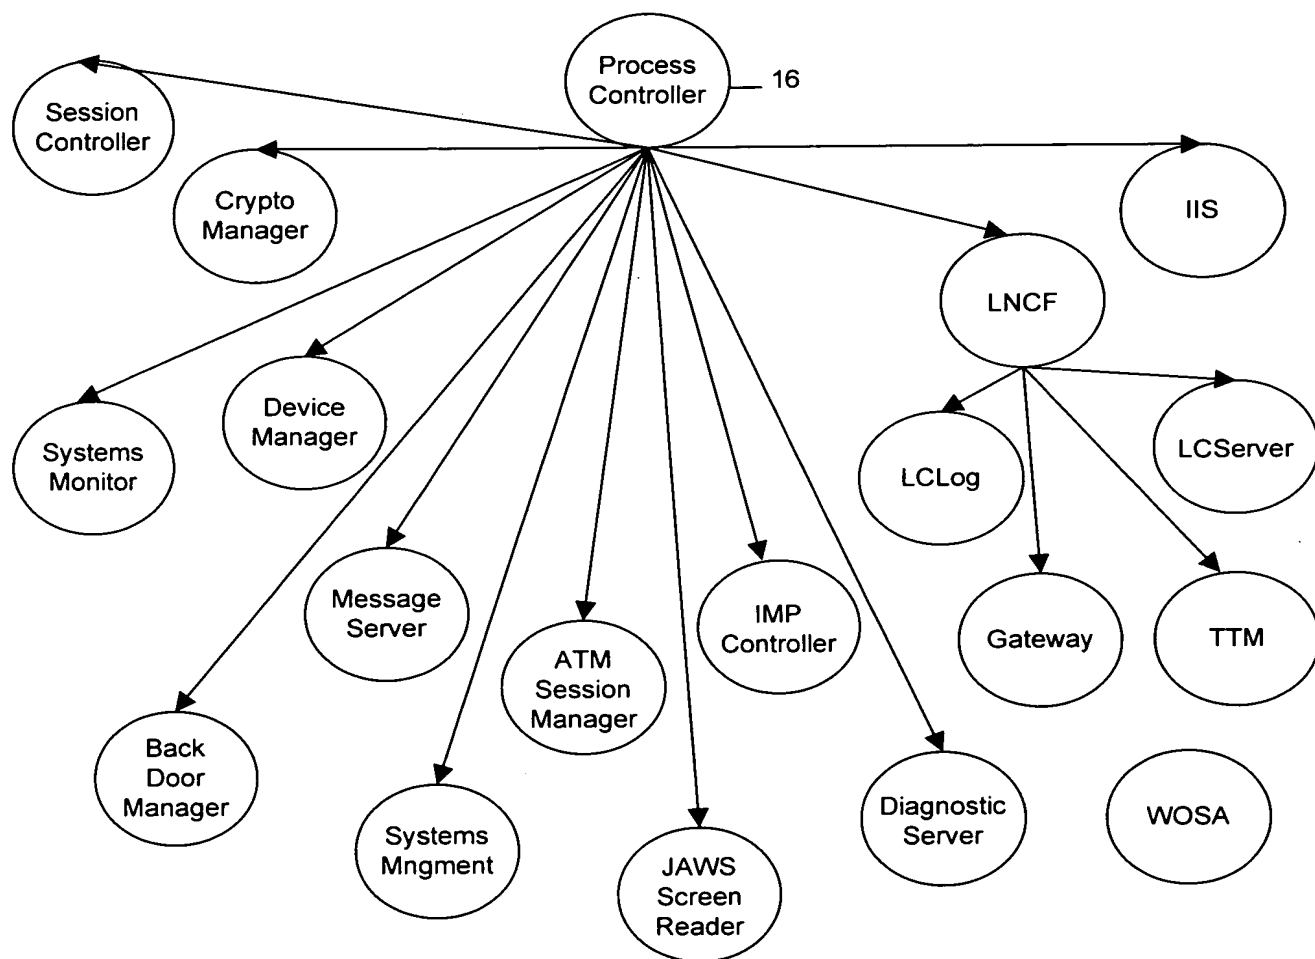 Process
Controller
16
Session
Controller
Crypto
Manager
IIS
LNCF
Device
Manager
Systems
Monitor
LCLog
LCServer
Message
Server
IMP
Controller
Gateway
TTM
ATM
Session
Manager
Back
Door
Manager
Systems
Mngment
JAWS
Screen
Reader
Diagnostic
Server
WOSA